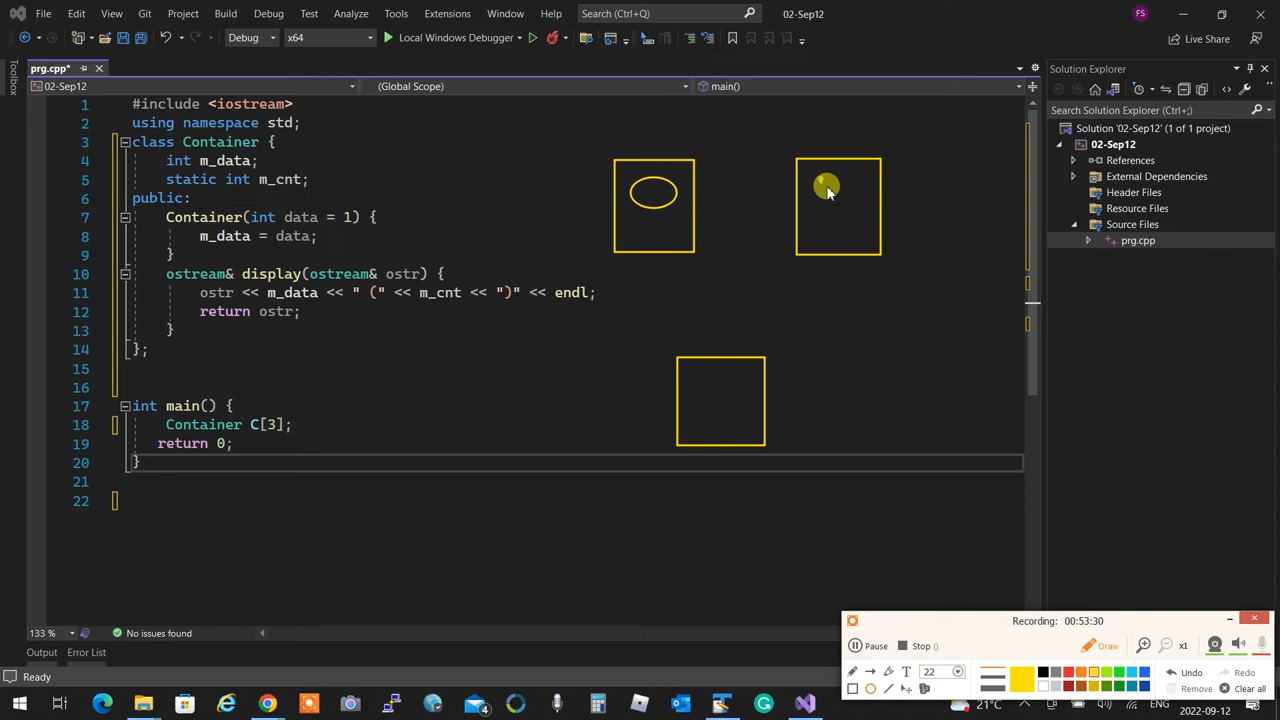 File Edit View Git Project Build Debug Test Analyze Tools Extensions Window Help Search (Ctrl+Q) 02-Sep12 FS
Debug x64 Local Windows Debugger Live Share
prg.cpp* Solution Explorer
02-Sep12 (Global Scope) main()
Toolbox
Search Solution Explorer (Ctrl+;)
Solution '02-Sep12' (1 of 1 project)
02-Sep12
References
External Dependencies
Header Files
Resource Files
Source Files
prg.cpp
1 #include <iostream>
2 using namespace std;
3 class Container {
4 int m_data;
5 static int m_cnt;
6 public:
7 Container(int data = 1) {
8 m_data = data;
9 }
10 ostream& display(ostream& ostr) {
11 ostr << m_data << " (" << m_cnt << ")" << endl;
12 return ostr;
13 }
14 };
15
16
17 int main() {
18 Container C[3];
19 return 0;
20 }
21
22
133 % No issues found
Output Error List
Ready
Recording: 00:53:30
Pause Stop () Draw x1
T 22 Undo Redo
Remove Clear all
4 21°C 2022-09-12